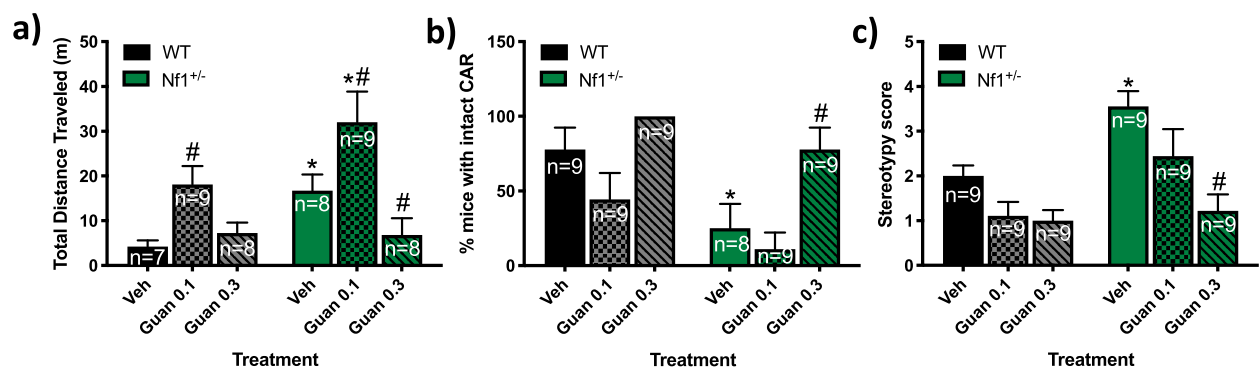 a)
Total Distance Traveled (m)
50
40
30
20
10
0
WT
Nf1+/-
n=7
#
n=9
n=8
*
n=8
*#
n=9
#
n=8
Veh
Guan 0.1
Guan 0.3
Veh
Guan 0.1
Guan 0.3
Treatment
b)
% mice with intact CAR
150
100
50
0
WT
Nf1+/-
n=9
n=9
n=9
*
n=8
n=9
#
n=9
Veh
Guan 0.1
Guan 0.3
Veh
Guan 0.1
Guan 0.3
Treatment
c)
Stereotypy score
5
4
3
2
1
0
WT
Nf1+/-
n=9
n=9
n=9
*
n=9
n=9
#
n=9
Veh
Guan 0.1
Guan 0.3
Veh
Guan 0.1
Guan 0.3
Treatment